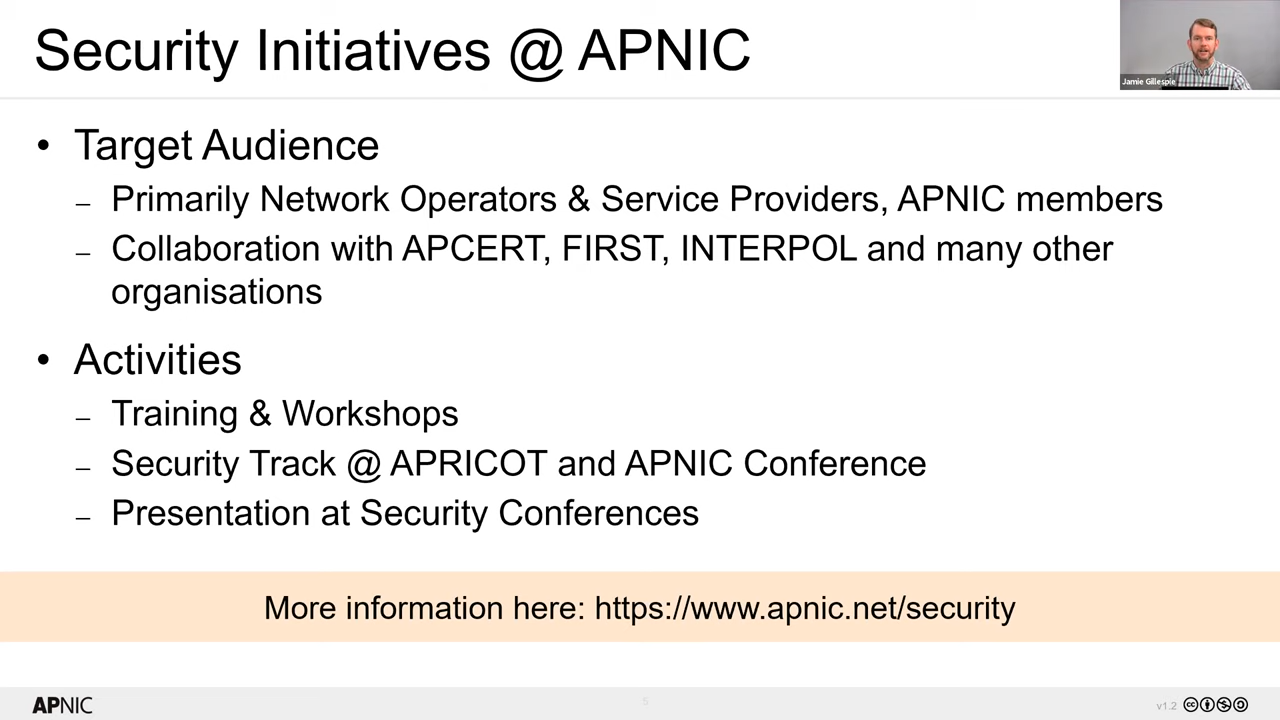 Security Initiatives @ APNIC
Jamie Gillespie
• Target Audience
– Primarily Network Operators & Service Providers, APNIC members
– Collaboration with APCERT, FIRST, INTERPOL and many other
organisations
• Activities
– Training & Workshops
– Security Track @ APRICOT and APNIC Conference
– Presentation at Security Conferences
More information here: https://www.apnic.net/security
APNIC
5
v1.2